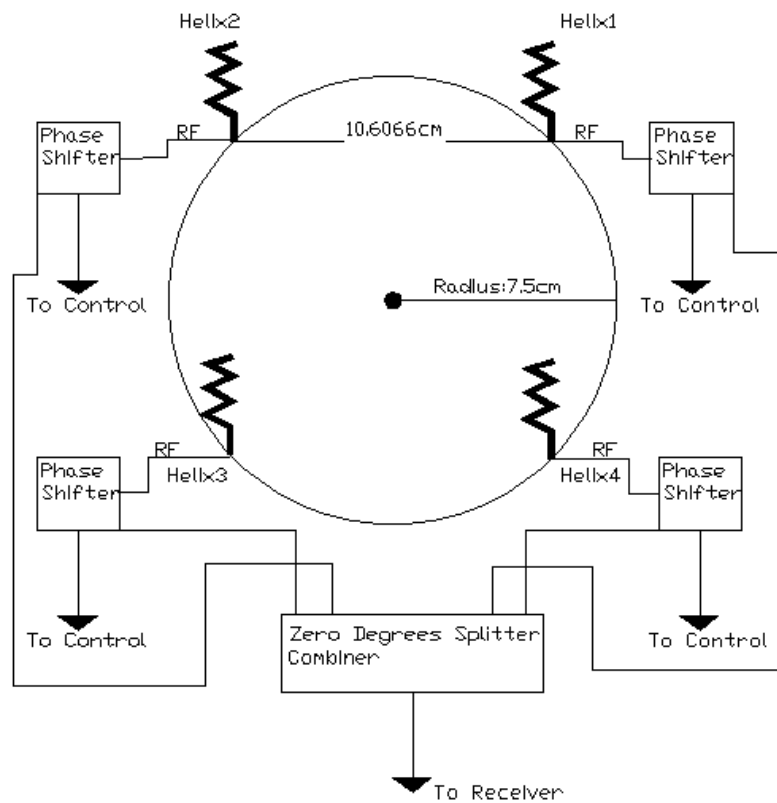 Helix2
Helix1
RF
10,6066cm
RF
Phase
Shifter
Phase
Shifter
To Control
Radius:7.5cm
To Control
RF
Helix3
RF
Helix4
Phase
Shifter
Phase
Shifter
To Control
Zero Degrees Splitter
Combiner
To Control
To Receiver